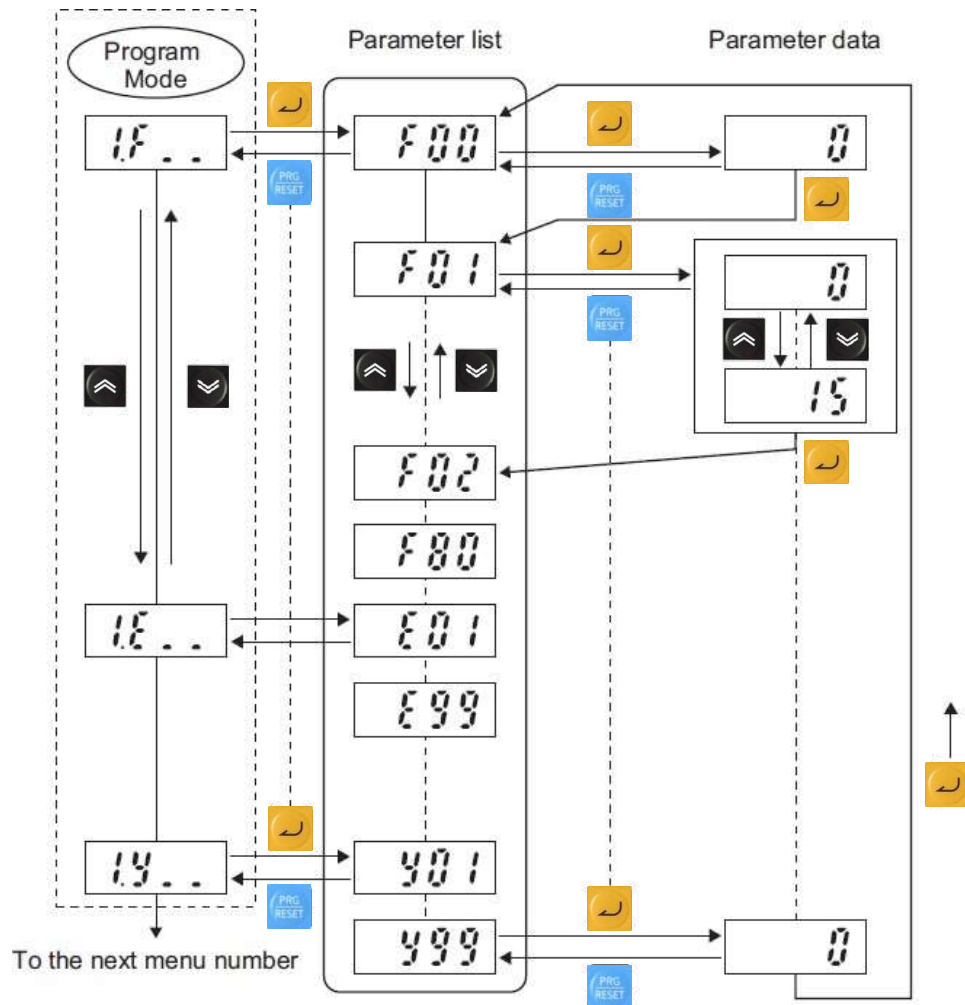 Program
Mode
Parameter list
Parameter data
1.F _ _
F00
0
PRG
RESET
PRG
RESET
F01
0
PRG
RESET
15
F02
F80
1.E _ _
E01
E99
1.y _ _
y01
PRG
RESET
y99
0
PRG
RESET
To the next menu number